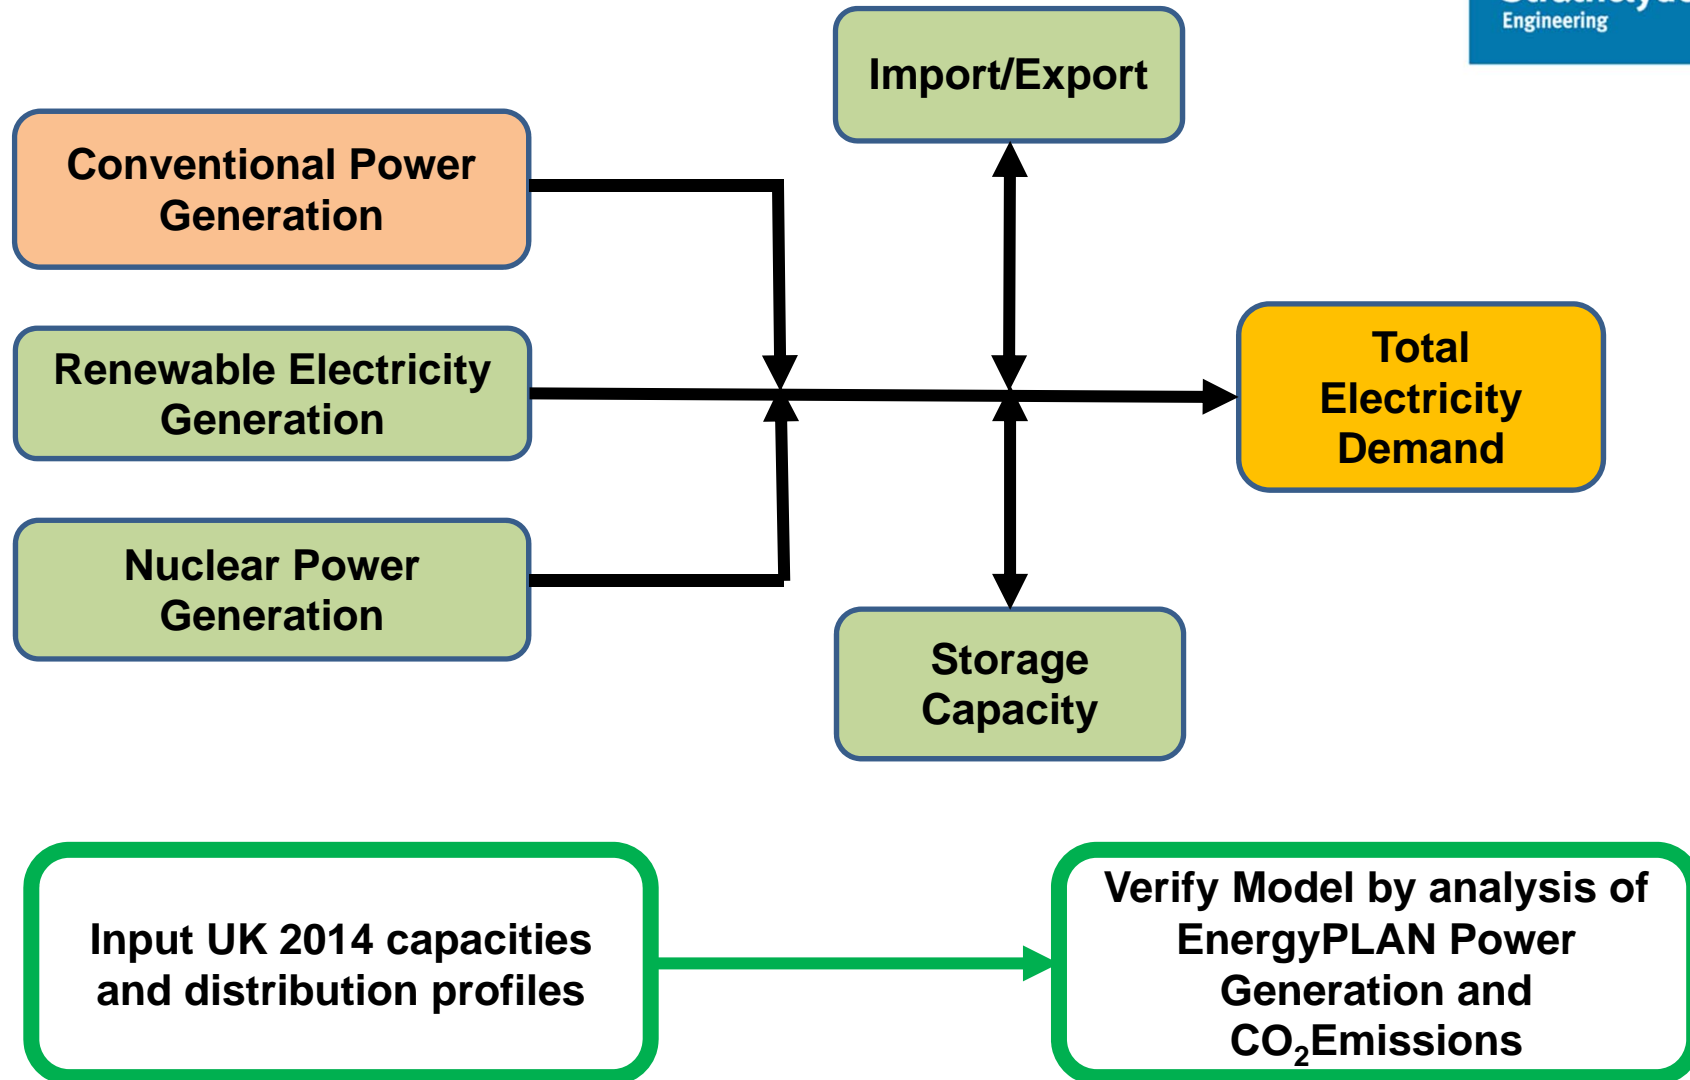 Engineering
Import/Export
Conventional Power
Generation
Renewable Electricity
Generation
Total
Electricity
Demand
Nuclear Power
Generation
Storage
Capacity
Input UK 2014 capacities
and distribution profiles
Verify Model by analysis of
EnergyPLAN Power
Generation and
CO₂Emissions